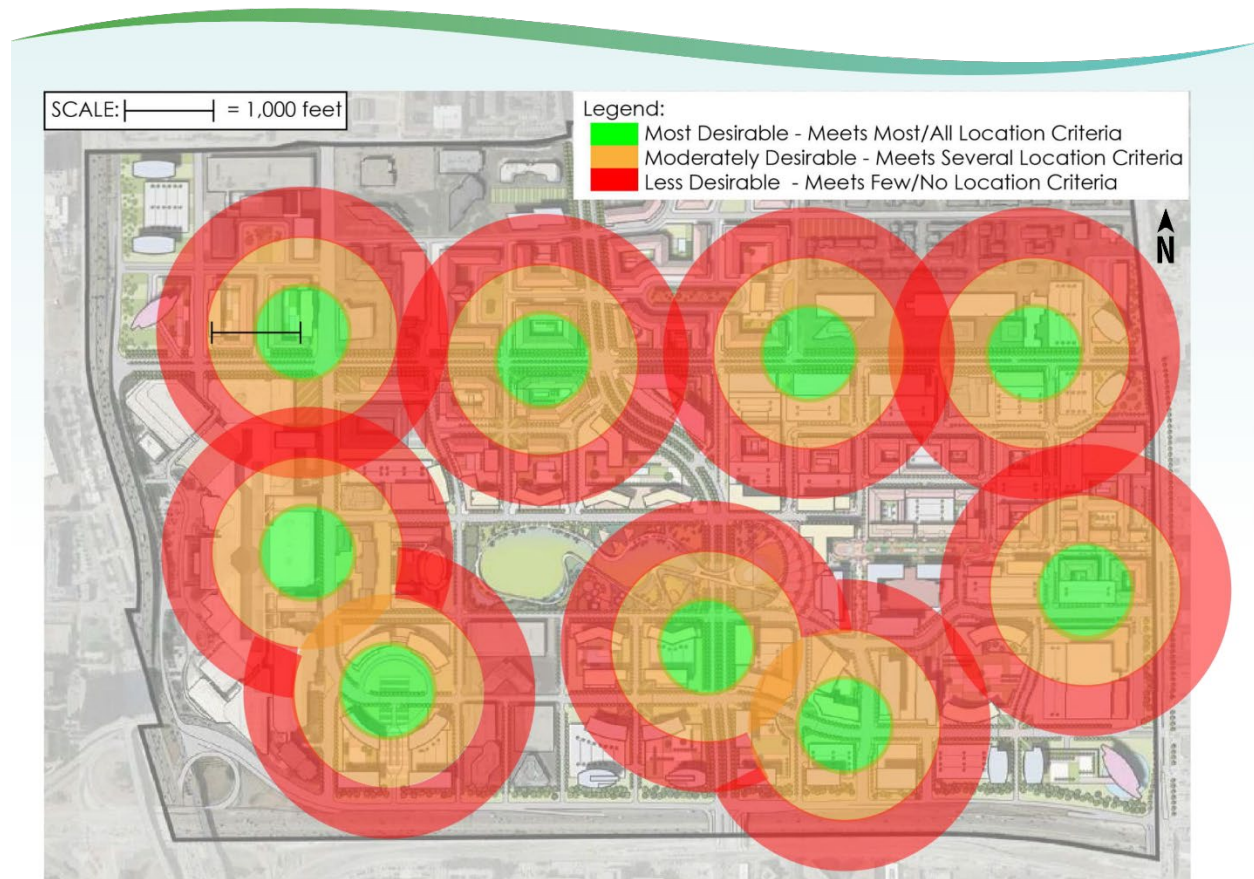 SCALE: = 1,000 feet
Legend:
Most Desirable - Meets Most/All Location Criteria
Moderately Desirable - Meets Several Location Criteria
Less Desirable - Meets Few/No Location Criteria
N